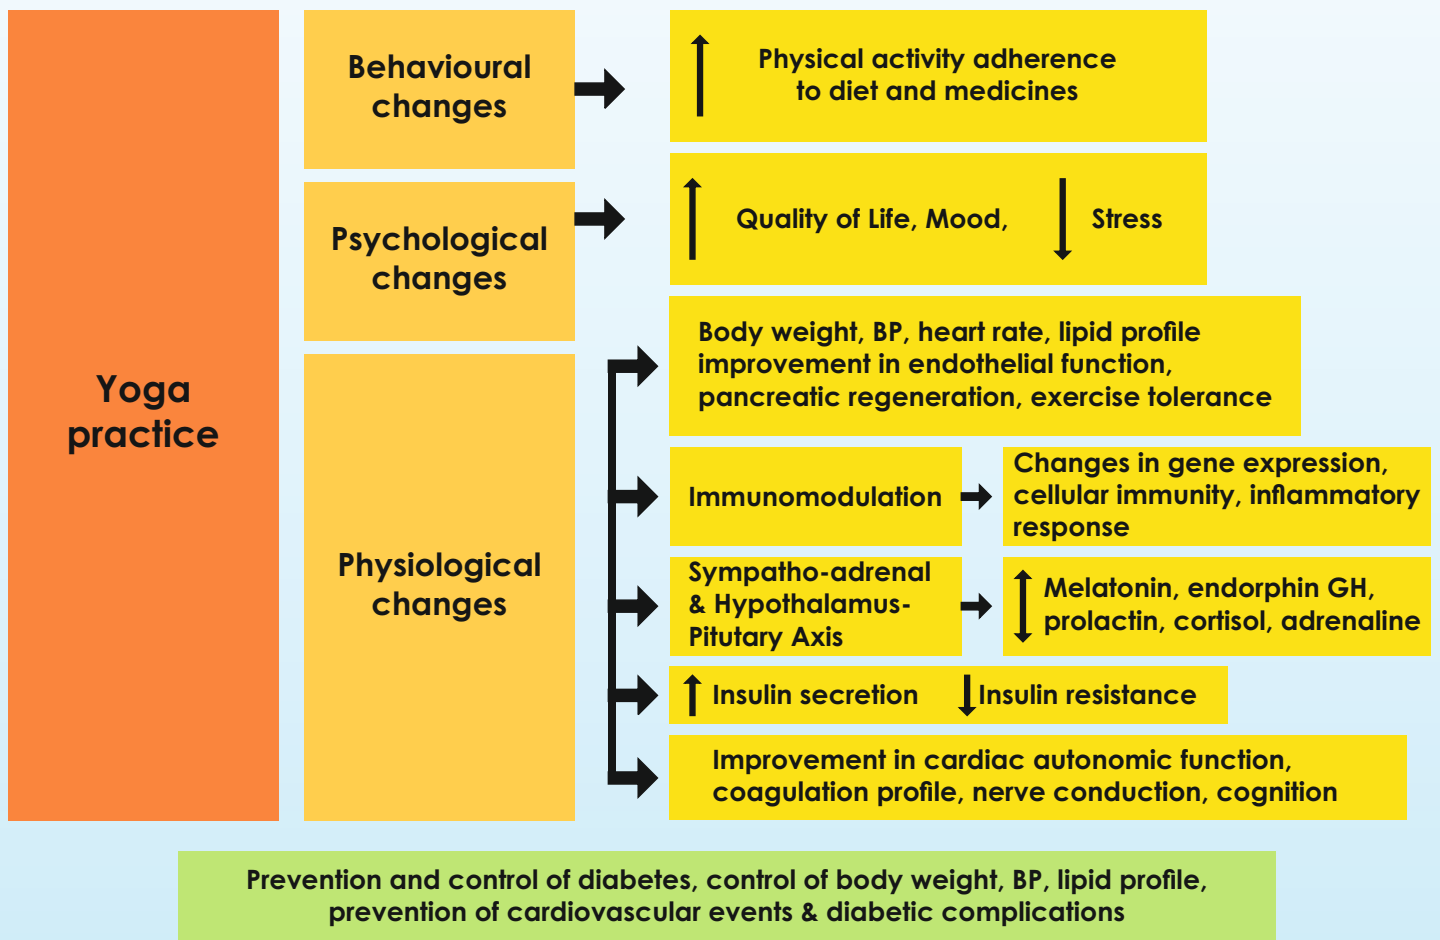 Yoga
practice
Behavioural
changes
Physical activity adherence
to diet and medicines
Psychological
changes
Quality of Life, Mood,
Stress
Physiological
changes
Body weight, BP, heart rate, lipid profile
improvement in endothelial function,
pancreatic regeneration, exercise tolerance
Immunomodulation
Changes in gene expression,
cellular immunity, inflammatory
response
Sympatho-adrenal
& Hypothalamus-
Pitutary Axis
Melatonin, endorphin GH,
prolactin, cortisol, adrenaline
Insulin secretion
Insulin resistance
Improvement in cardiac autonomic function,
coagulation profile, nerve conduction, cognition
Prevention and control of diabetes, control of body weight, BP, lipid profile,
prevention of cardiovascular events & diabetic complications